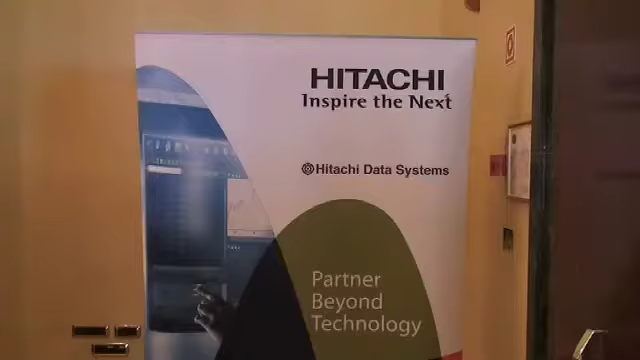 HITACHI
Inspire the Next
Hitachi Data Systems
Partner
Beyond
Technology